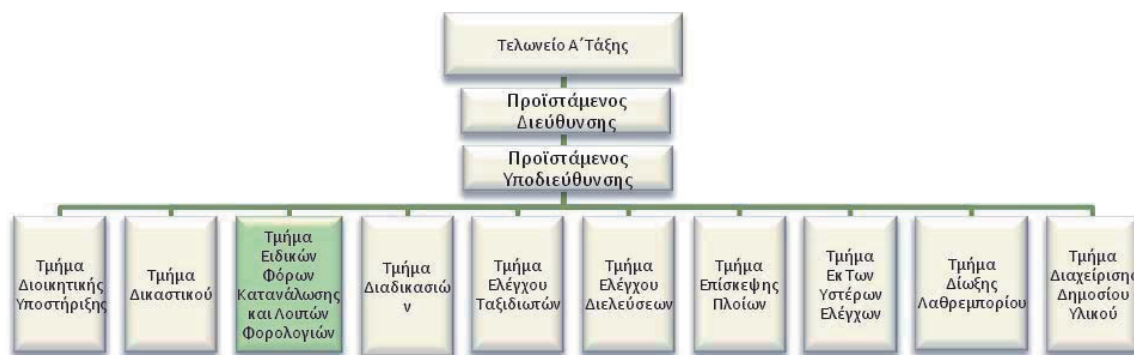 Τελωνείο Α΄Τάξης
Προϊστάμενος
Διεύθυνσης
Προϊστάμενος
Υποδιεύθυνσης
Τμήμα
Διοικητικής
Υποστήριξης
Τμήμα
Δικαστικού
Τμήμα
Ειδικών
Φόρων
Κατανάλωσης
και Λοιπών
Φορολογιών
Τμήμα
Διαδικασιώ
ν
Τμήμα
Ελέγχου
Ταξιδιωτών
Τμήμα
Ελέγχου
Διελεύσεων
Τμήμα
Επίσκεψης
Πλοίων
Τμήμα
Εκ Των
Υστέρων
Ελέγχων
Τμήμα
Δίωξης
Λαθρεμπορίου
Τμήμα
Διαχείρισης
Δημοσίου
Υλικού